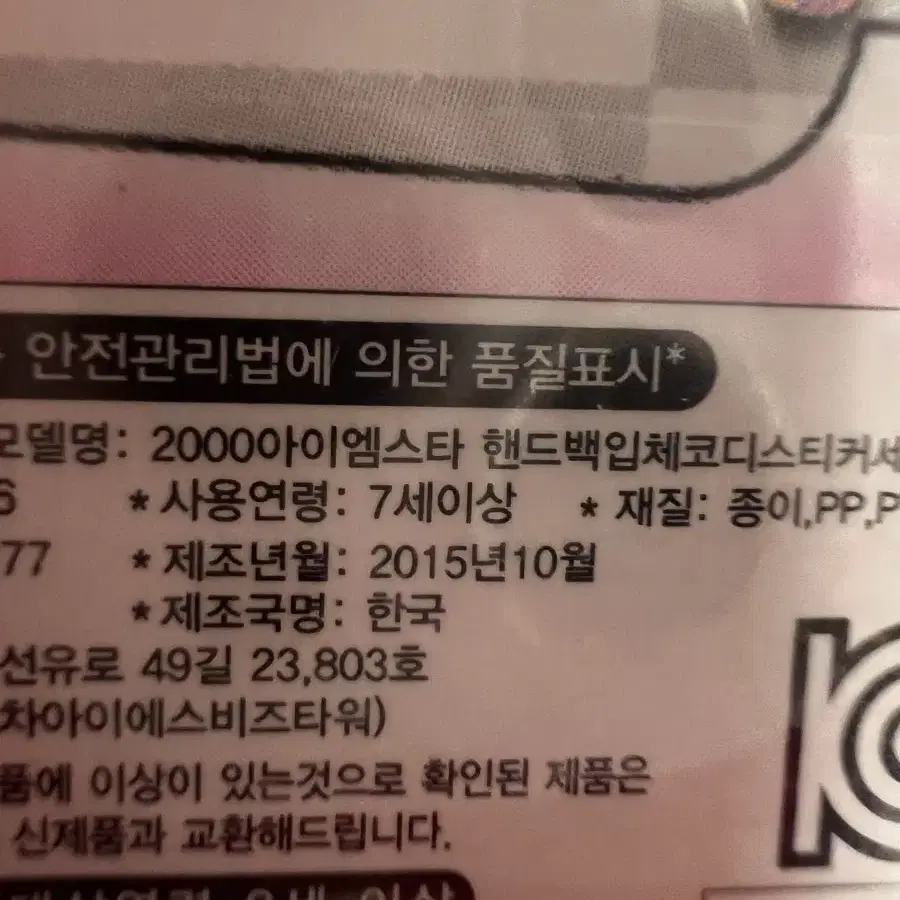 안전관리법에 의한 품질표시*
모델명: 2000아이엠스타 핸드백입체코디스티커세
6 * 사용연령: 7세이상 * 재질: 종이,PP,P
77 * 제조년월: 2015년10월
* 제조국명: 한국
선유로 49길 23,803호
차아이에스비즈타워)
품에 이상이 있는것으로 확인된 제품은
신제품과 교환해드립니다.